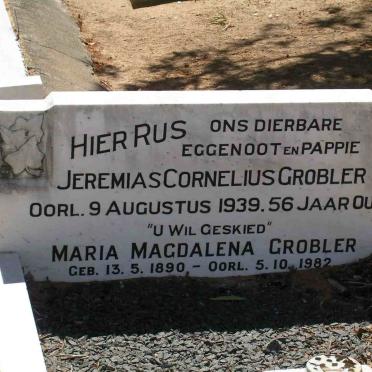 HIER RUS ONS DIERBARE
EGGENOOT EN PAPPIE
JEREMIAS CORNELIUS GROBLER
OORL. 9 AUGUSTUS 1939. 56 JAAR OU
"U WIL GESKIED"
MARIA MAGDALENA GROBLER
GEB. 13. 5. 1890 - OORL. 5. 10. 1982